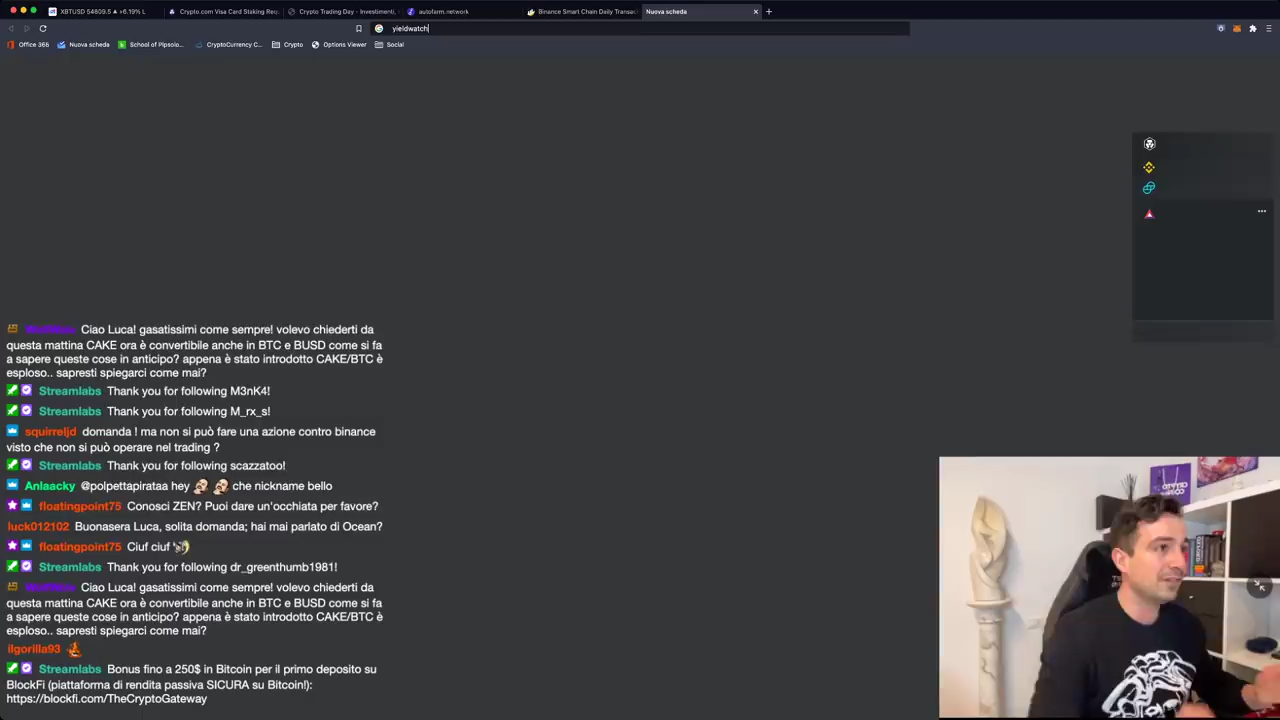 XBTUSD 54809.5 ▲ +6.19% L
Crypto.com Visa Card Staking Req
Crypto Trading Day - Investimenti,
autofarm.network
Binance Smart Chain Daily Transac
Nuova scheda
yieldwatch
Office 365
Nuova scheda
School of Pipsolo...
CryptoCurrency C...
Crypto
Options Viewer
Social
Ciao Luca! gasatissimi come sempre! volevo chiederti da
questa mattina CAKE ora è convertibile anche in BTC e BUSD come si fa
a sapere queste cose in anticipo? appena è stato introdotto CAKE/BTC è
esploso.. sapresti spiegarci come mai?
Streamlabs Thank you for following M3nK4!
Streamlabs Thank you for following M_rx_s!
squirreljd domanda ! ma non si può fare una azione contro binance
visto che non si può operare nel trading ?
Streamlabs Thank you for following scazzatoo!
Anlaacky @polpettapirataa hey che nickname bello
floatingpoint75 Conosci ZEN? Puoi dare un'occhiata per favore?
luck012102 Buonasera Luca, solita domanda; hai mai parlato di Ocean?
floatingpoint75 Ciuf ciuf
Streamlabs Thank you for following dr_greenthumb1981!
Ciao Luca! gasatissimi come sempre! volevo chiederti da
questa mattina CAKE ora è convertibile anche in BTC e BUSD come si fa
a sapere queste cose in anticipo? appena è stato introdotto CAKE/BTC è
esploso.. sapresti spiegarci come mai?
ilgorilla93
Streamlabs Bonus fino a 250$ in Bitcoin per il primo deposito su
BlockFi (piattaforma di rendita passiva SICURA su Bitcoin!):
https://blockfi.com/TheCryptoGateway